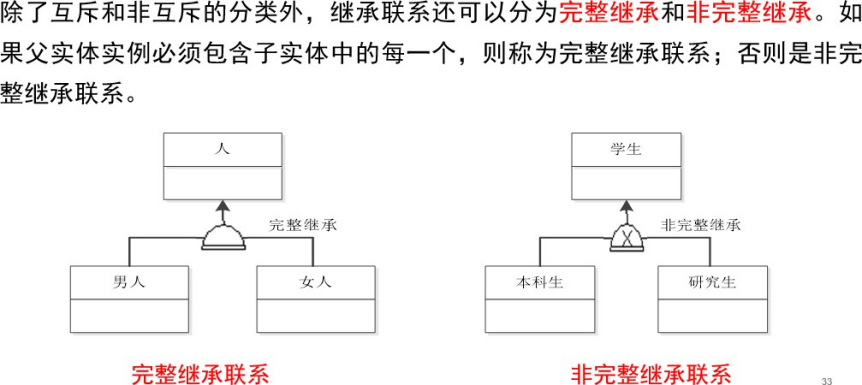 除了互斥和非互斥的分类外，继承联系还可以分为完整继承和非完整继承。如
果父实体实例必须包含子实体中的每一个，则称为完整继承联系；否则是非完
整继承联系。
人
学生
完整继承
非完整继承
男人
女人
本科生
研究生
完整继承联系
非完整继承联系
33